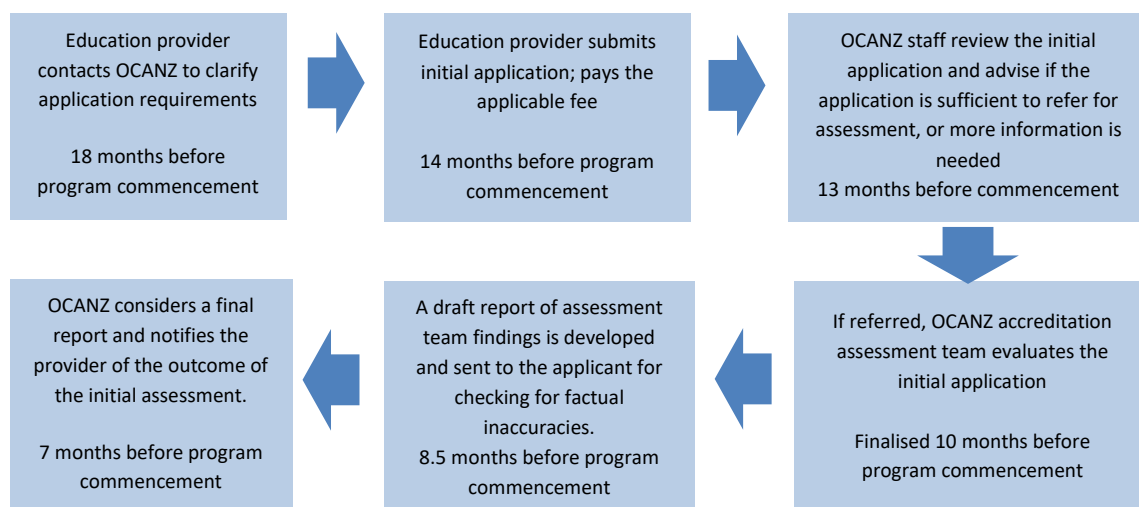 Education provider
contacts OCANZ to clarify
application requirements
18 months before
program commencement
Education provider submits
initial application; pays the
applicable fee
14 months before program
commencement
OCANZ staff review the initial
application and advise if the
application is sufficient to refer for
assessment, or more information is
needed
13 months before commencement
If referred, OCANZ accreditation
assessment team evaluates the
initial application
Finalised 10 months before
program commencement
A draft report of assessment
team findings is developed
and sent to the applicant for
checking for factual
inaccuracies.
8.5 months before program
commencement
OCANZ considers a final
report and notifies the
provider of the outcome of
the initial assessment.
7 months before program
commencement